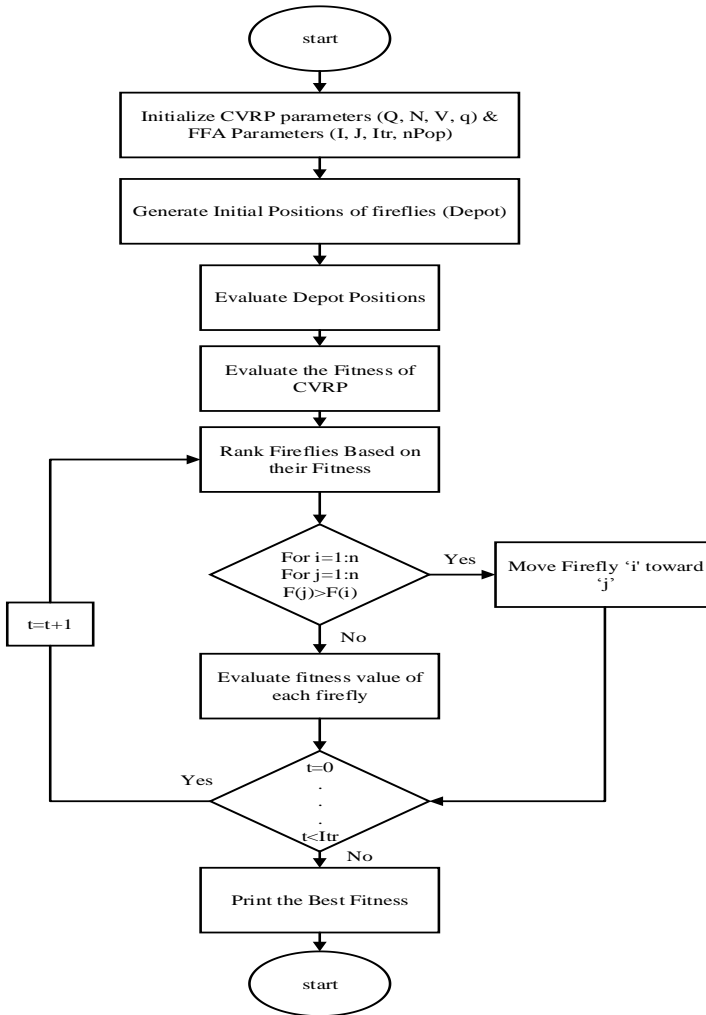 start
Initialize CVRP parameters (Q, N, V, q) &
FFA Parameters (I, J, Itr, nPop)
Generate Initial Positions of fireflies (Depot)
Evaluate Depot Positions
Evaluate the Fitness of
CVRP
Rank Fireflies Based on
their Fitness
For i=1:n
For j=1:n
F(j)>F(i)
Yes
Move Firefly ‘i' toward
‘j’
t=t+1
No
Evaluate fitness value of
each firefly
Yes
t=0
.
.
.
t<Itr
No
Print the Best Fitness
start